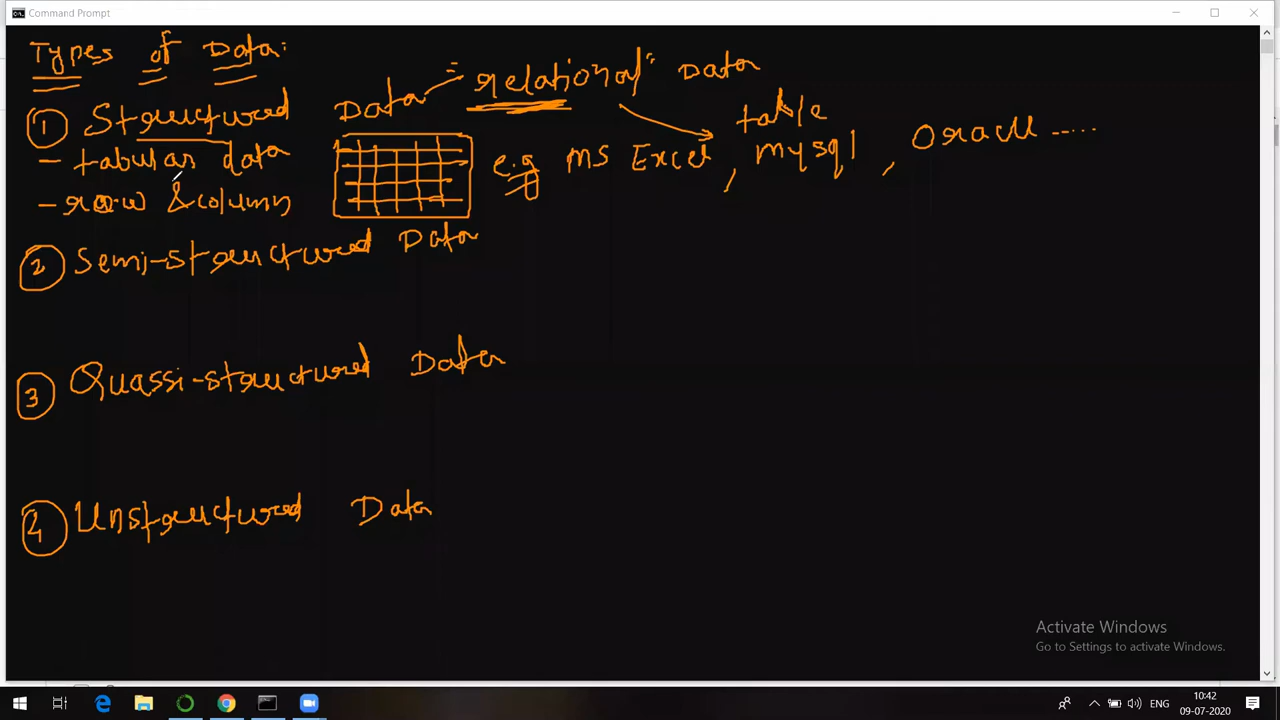 Command Prompt
Types of Data:
① Structured Data = "relational" Data
- tabular data
- row & column
table
e.g MS Excel, mysql, Oracle .....
② Semi-structured Data
③ Quassi-structured Data
④ Unstructured Data
Activate Windows
Go to Settings to activate Windows.
ENG
10:42
09-07-2020